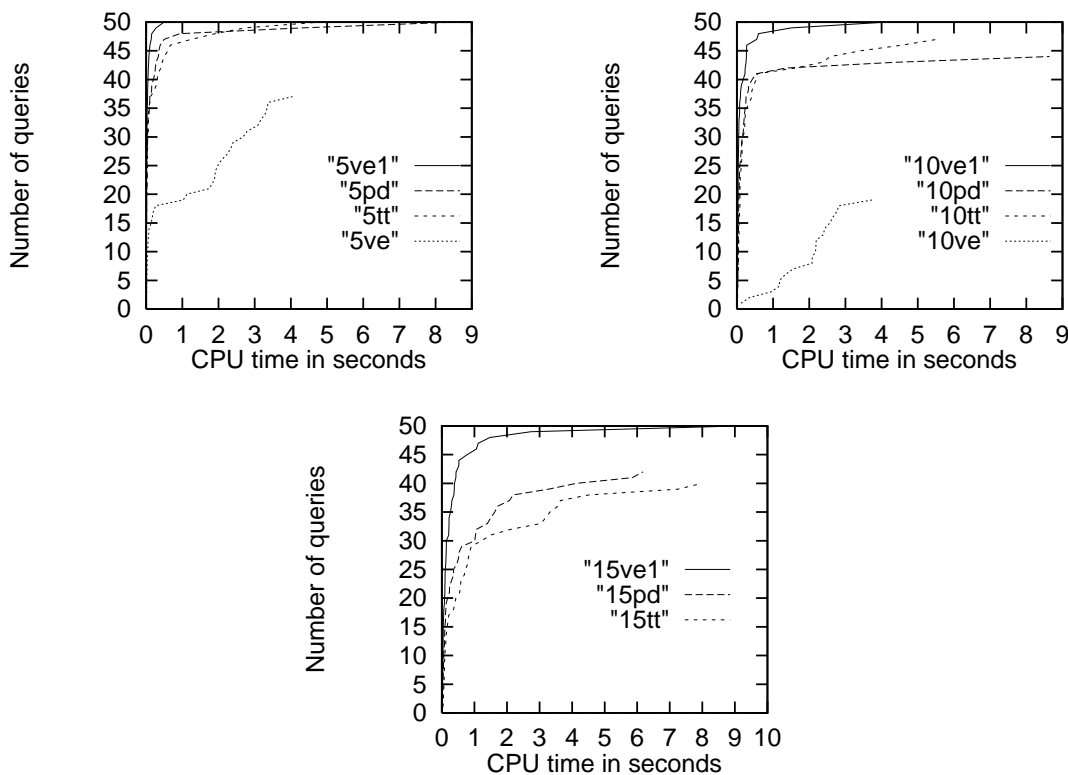 50
45
40
35
30
25
20
15
10
5
0
Number of queries
"5ve1"
"5pd"
"5tt"
"5ve"
0 1 2 3 4 5 6 7 8 9
CPU time in seconds
50
45
40
35
30
25
20
15
10
5
0
Number of queries
"10ve1"
"10pd"
"10tt"
"10ve"
0 1 2 3 4 5 6 7 8 9
CPU time in seconds
50
45
40
35
30
25
20
15
10
5
0
Number of queries
"15ve1"
"15pd"
"15tt"
0 1 2 3 4 5 6 7 8 9 10
CPU time in seconds